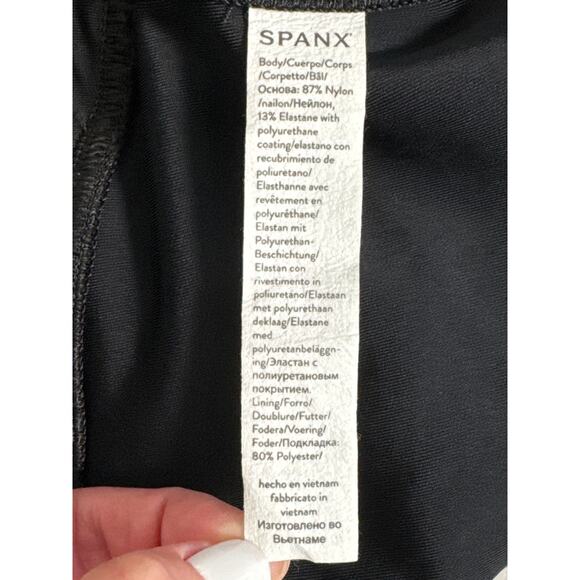 SPANX
Body/Cuerpo/Corps
/Corpetto/Bål/
Основа: 87% Nylon
/nailon/Нейлон,
13% Elastane with
polyurethane
coating/elastano con
recubrimiento de
poliuretano/
Elasthanne avec
revêtement en
polyuréthane/
Elastan mit
Polyurethan-
Beschichtung/
Elastan con
rivestimento in
poliuretano/Elastaan
met polyurethaan
deklaag/Elastane
med
polyuretanbeläggn-
ing/Эластан с
полиуретановым
покрытием.
Lining/Forro/
Doublure/Futter/
Fodera/Voering/
Foder/Подкладка:
80% Polyester/
hecho en vietnam
fabbricato in
vietnam
Изготовлено во
Вьетнаме